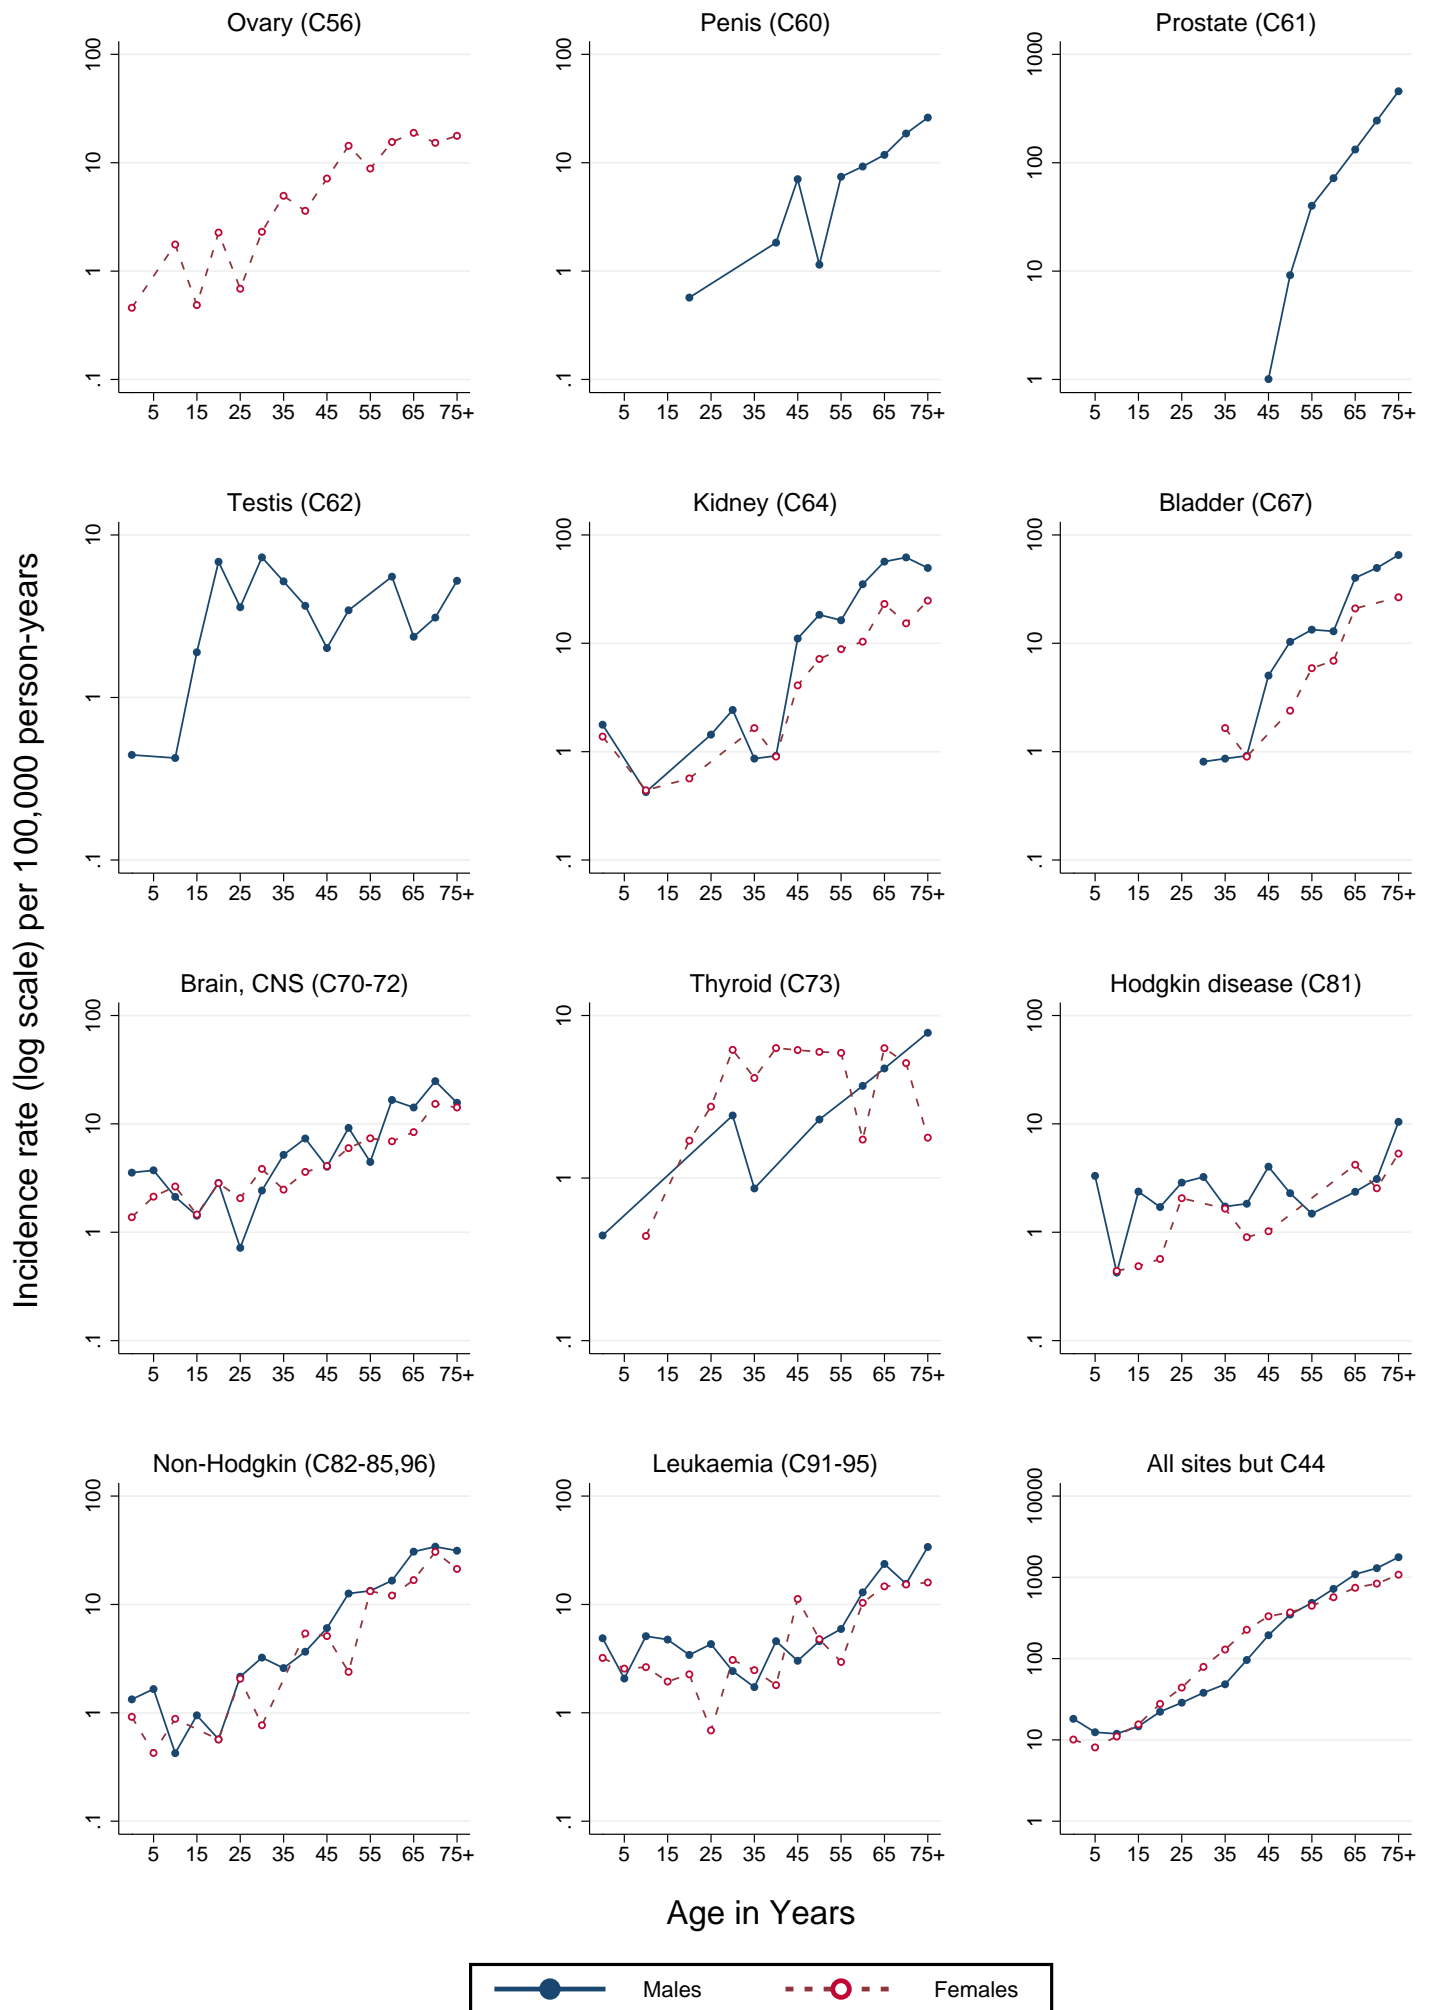 Ovary (C56)
Penis (C60)
Prostate (C61)
100
10
1
.1
5 15 25 35 45 55 65 75+
100
10
1
.1
5 15 25 35 45 55 65 75+
1000
100
10
1
5 15 25 35 45 55 65 75+
Testis (C62)
Kidney (C64)
Bladder (C67)
10
1
.1
5 15 25 35 45 55 65 75+
100
10
1
.1
5 15 25 35 45 55 65 75+
100
10
1
.1
5 15 25 35 45 55 65 75+
Incidence rate (log scale) per 100,000 person-years
Brain, CNS (C70-72)
Thyroid (C73)
Hodgkin disease (C81)
100
10
1
.1
5 15 25 35 45 55 65 75+
10
1
.1
5 15 25 35 45 55 65 75+
100
10
1
.1
5 15 25 35 45 55 65 75+
Non-Hodgkin (C82-85,96)
Leukaemia (C91-95)
All sites but C44
100
10
1
.1
5 15 25 35 45 55 65 75+
100
10
1
.1
5 15 25 35 45 55 65 75+
10000
1000
100
10
1
5 15 25 35 45 55 65 75+
Age in Years
Males
Females